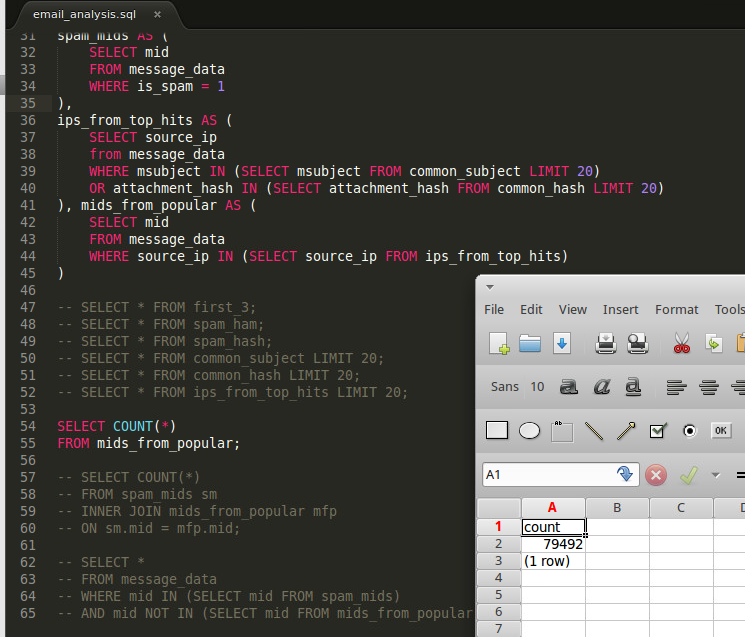 email_analysis.sql ×
31 spam_mids AS (
32 SELECT mid
33 FROM message_data
34 WHERE is_spam = 1
35 ),
36 ips_from_top_hits AS (
37 SELECT source_ip
38 from message_data
39 WHERE msubject IN (SELECT msubject FROM common_subject LIMIT 20)
40 OR attachment_hash IN (SELECT attachment_hash FROM common_hash LIMIT 20)
41 ), mids_from_popular AS (
42 SELECT mid
43 FROM message_data
44 WHERE source_ip IN (SELECT source_ip FROM ips_from_top_hits)
45 )
46
47 -- SELECT * FROM first_3;
48 -- SELECT * FROM spam_ham;
49 -- SELECT * FROM spam_hash;
50 -- SELECT * FROM common_subject LIMIT 20;
51 -- SELECT * FROM common_hash LIMIT 20;
52 -- SELECT * FROM ips_from_top_hits LIMIT 20;
53
54 SELECT COUNT(*)
55 FROM mids_from_popular;
56
57 -- SELECT COUNT(*)
58 -- FROM spam_mids sm
59 -- INNER JOIN mids_from_popular mfp
60 -- ON sm.mid = mfp.mid;
61
62 -- SELECT *
63 -- FROM message_data
64 -- WHERE mid IN (SELECT mid FROM spam_mids)
65 -- AND mid NOT IN (SELECT mid FROM mids_from_popular
File Edit View Insert Format Tools
Sans 10 a a a
Ab OK
A1 =
A B C D
1 count
2 79492
3 (1 row)
4
5
6
7